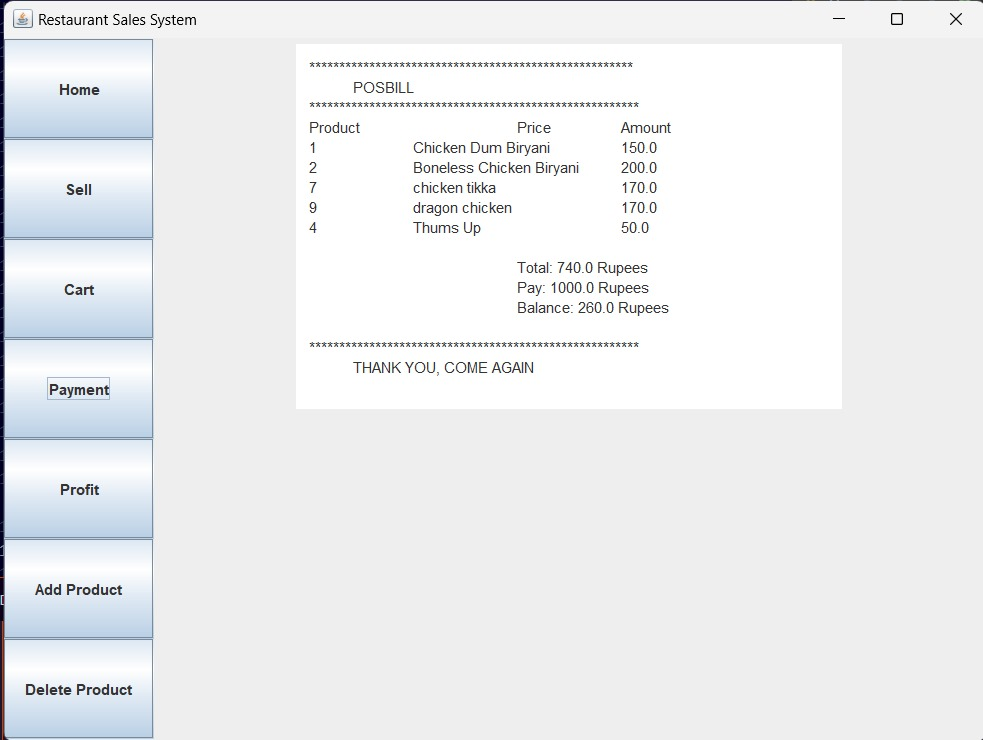 Restaurant Sales System
Home
Sell
Cart
Payment
Profit
Add Product
Delete Product
******************************************************
POSBILL
*******************************************************
Product Price Amount
1 Chicken Dum Biryani 150.0
2 Boneless Chicken Biryani 200.0
7 chicken tikka 170.0
9 dragon chicken 170.0
4 Thums Up 50.0
Total: 740.0 Rupees
Pay: 1000.0 Rupees
Balance: 260.0 Rupees
*******************************************************
THANK YOU, COME AGAIN